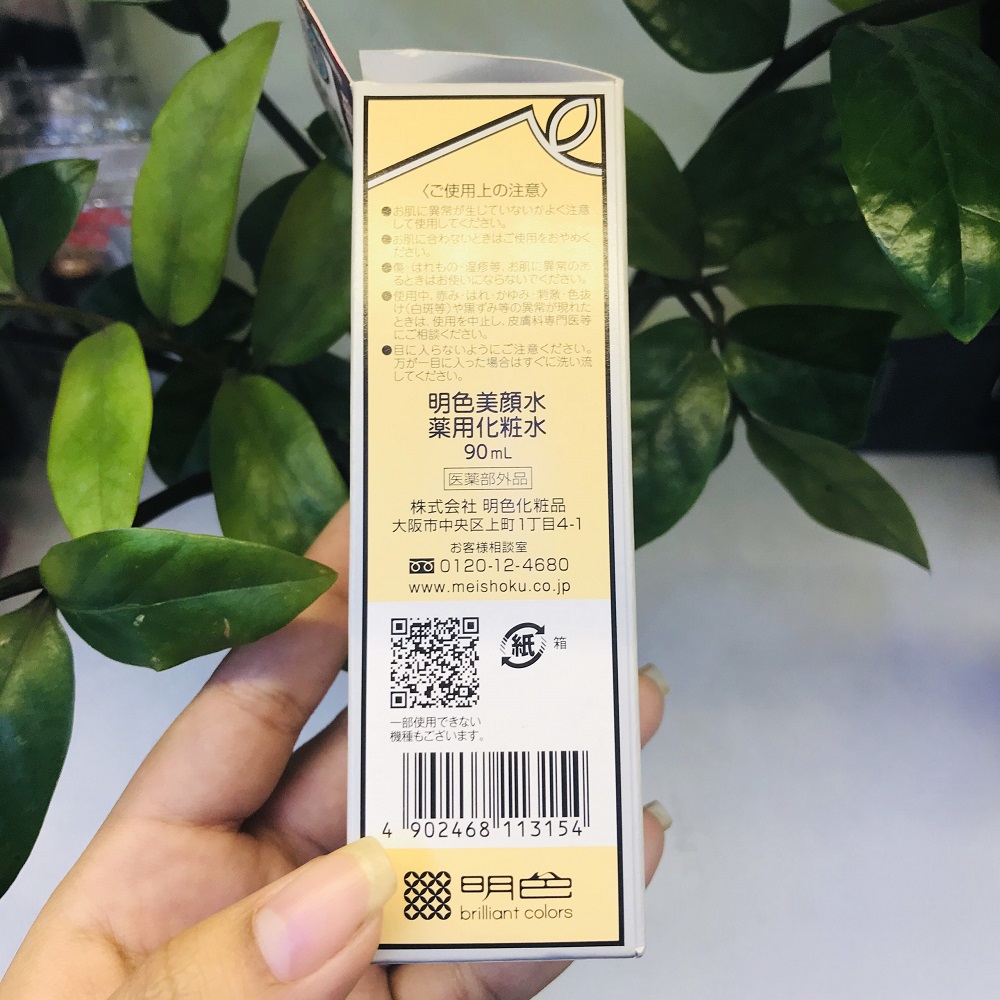 〈ご使用上の注意〉
●お肌に異常が生じていないかよく注意
して使用してください。
●お肌に合わないときはご使用をおやめく
ださい。
●傷・はれもの・湿疹等、お肌に異常のあ
るときはお使いにならないでください。
●使用中、赤み・はれ・かゆみ・刺激・色抜
け(白斑等)や黒ずみ等の異常が現れた
ときは、使用を中止し、皮膚科専門医等
にご相談ください。
●目に入らないようにご注意ください。
万が一目に入った場合はすぐに洗い流
してください。
明色美顔水
薬用化粧水
90mL
医薬部外品
株式会社 明色化粧品
大阪市中央区上町1丁目4-1
お客様相談室
0120-12-4680
www.meishoku.co.jp
紙 箱
一部使用できない
機種もございます。
4 902468 113154
明色
brilliant colors